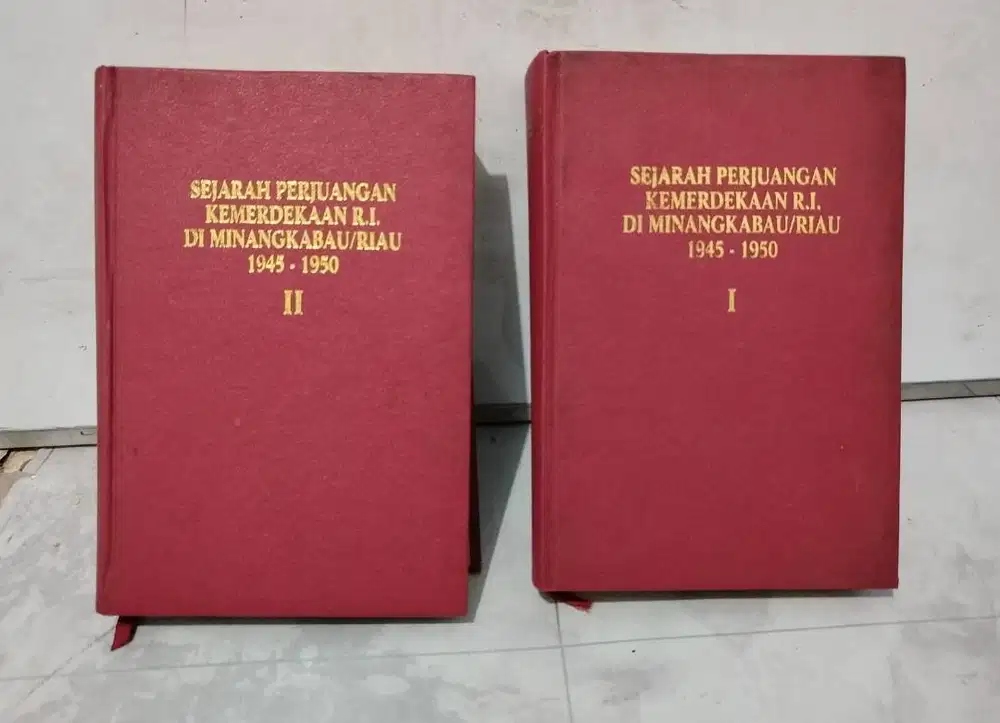 SEJARAH PERJUANGAN
KEMERDEKAAN R.I.
DI MINANGKABAU/RIAU
1945 - 1950
II
SEJARAH PERJUANGAN
KEMERDEKAAN R.I.
DI MINANGKABAU/RIAU
1945 - 1950
I